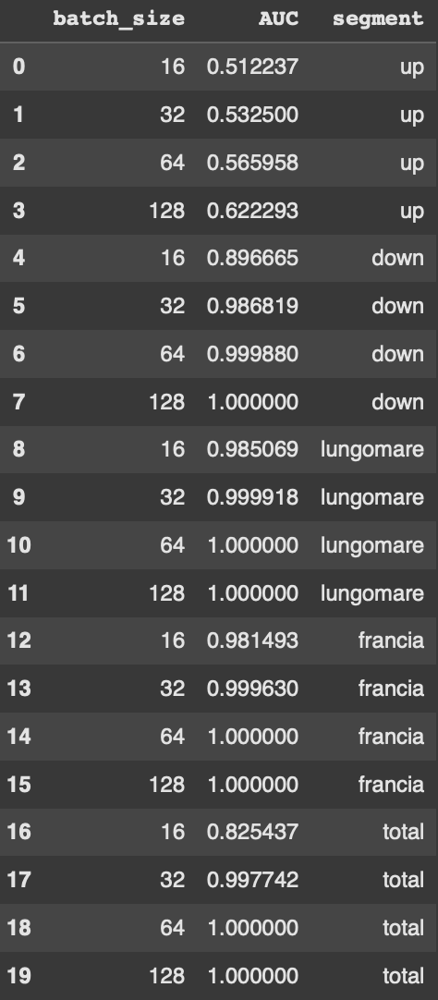 batch_size AUC segment
0 16 0.512237 up
1 32 0.532500 up
2 64 0.565958 up
3 128 0.622293 up
4 16 0.896665 down
5 32 0.986819 down
6 64 0.999880 down
7 128 1.000000 down
8 16 0.985069 lungomare
9 32 0.999918 lungomare
10 64 1.000000 lungomare
11 128 1.000000 lungomare
12 16 0.981493 francia
13 32 0.999630 francia
14 64 1.000000 francia
15 128 1.000000 francia
16 16 0.825437 total
17 32 0.997742 total
18 64 1.000000 total
19 128 1.000000 total